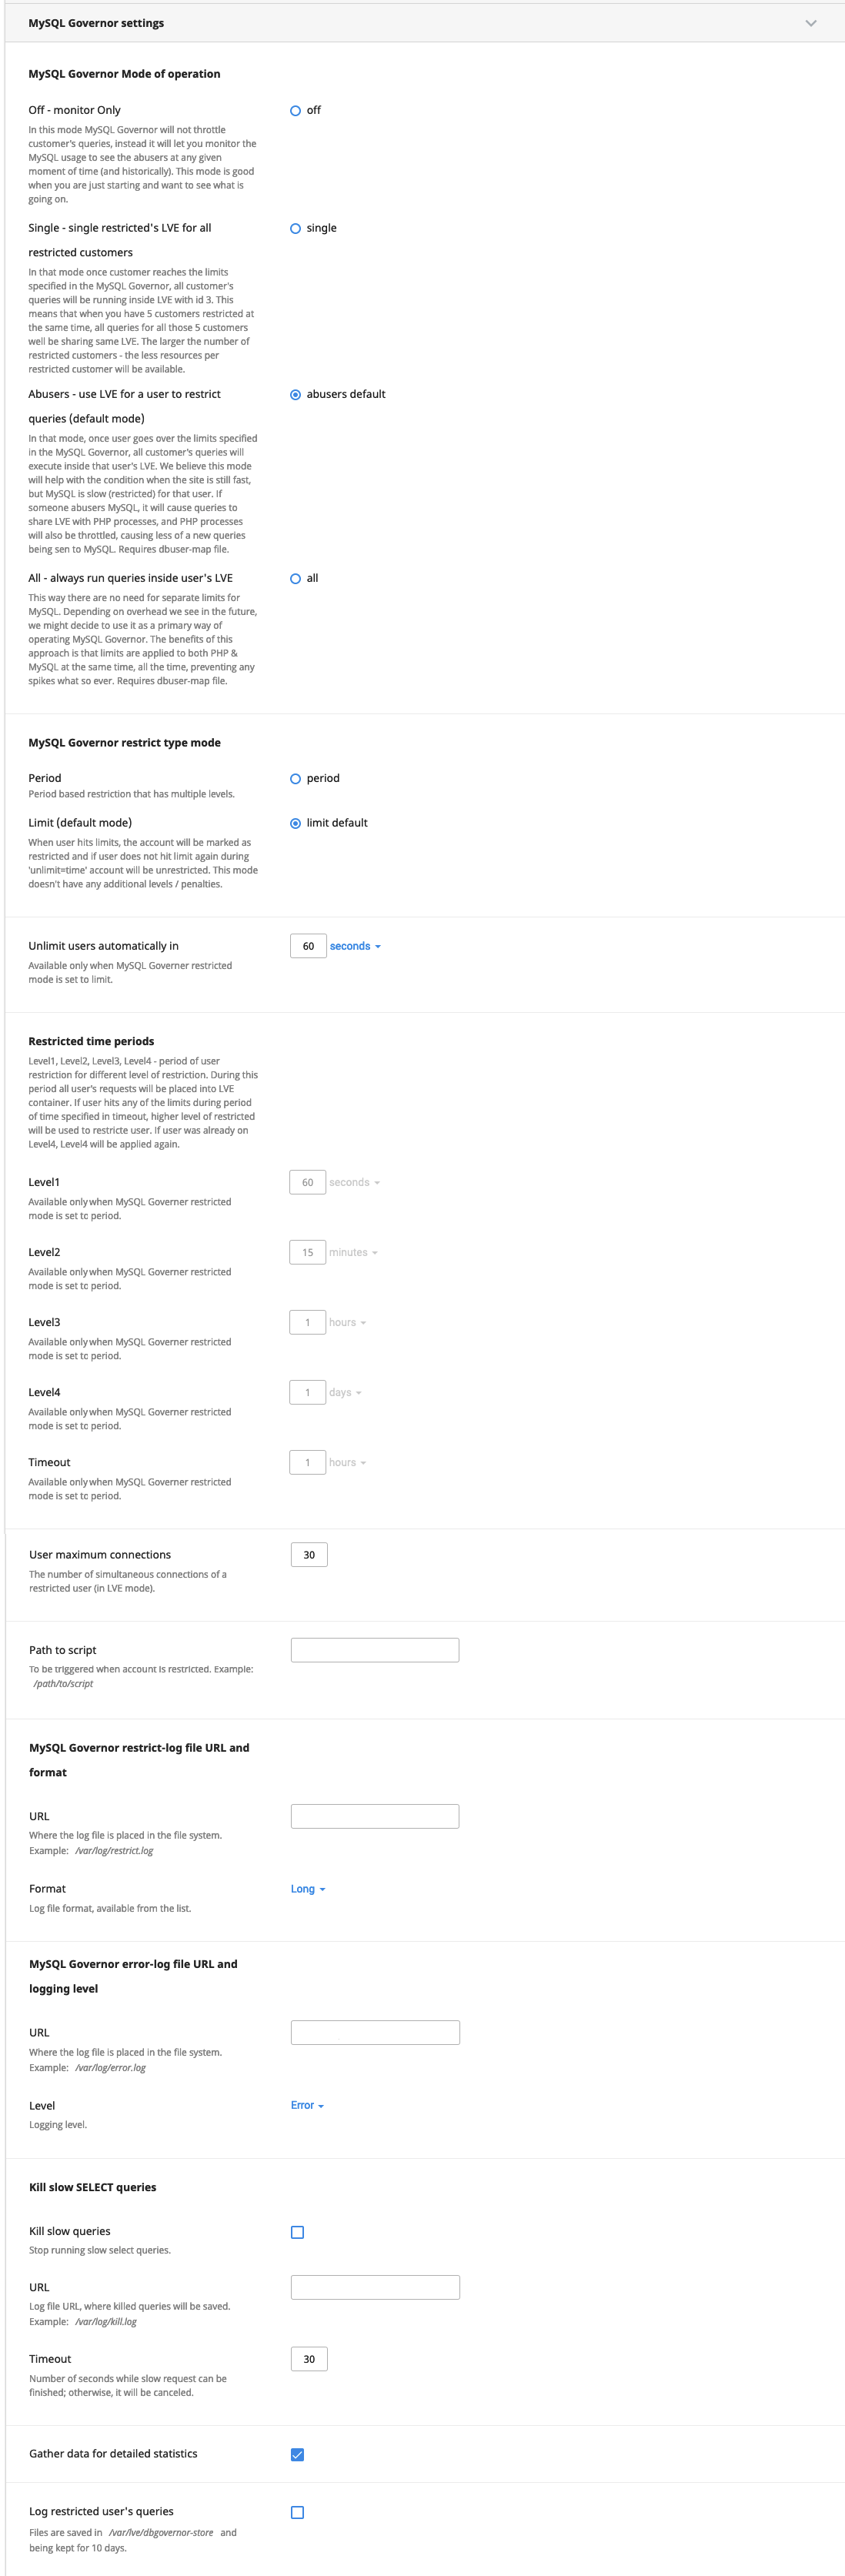 MySQL Governor settings
MySQL Governor Mode of operation
Off - monitor Only
off
In this mode MySQL Governor will not throttle
customer's queries, instead it will let you monitor the
MySQL usage to see the abusers at any given
moment of time (and historically). This mode is good
when you are just starting and want to see what is
going on.
Single - single restricted's LVE for all
single
restricted customers
In that mode once customer reaches the limits
specified in the MySQL Governor, all customer's
queries will be running inside LVE with id 3. This
means that when you have 5 customers restricted at
the same time, all queries for all those 5 customers
well be sharing same LVE. The larger the number of
restricted customers - the less resources per
restricted customer will be available.
Abusers - use LVE for a user to restrict
abusers default
queries (default mode)
In that mode, once user goes over the limits specified
in the MySQL Governor, all customer's queries will
execute inside that user's LVE. We believe this mode
will help with the condition when the site is still fast,
but MySQL is slow (restricted) for that user. If
someone abusers MySQL, it will cause queries to
share LVE with PHP processes, and PHP processes
will also be throttled, causing less of a new queries
being sen to MySQL. Requires dbuser-map file.
All - always run queries inside user's LVE
all
This way there are no need for separate limits for
MySQL. Depending on overhead we see in the future,
we might decide to use it as a primary way of
operating MySQL Governor. The benefits of this
approach is that limits are applied to both PHP &
MySQL at the same time, all the time, preventing any
spikes what so ever. Requires dbuser-map file.
MySQL Governor restrict type mode
Period
period
Period based restriction that has multiple levels.
Limit (default mode)
limit default
When user hits limits, the account will be marked as
restricted and if user does not hit limit again during
'unlimit=time' account will be unrestricted. This mode
doesn't have any additional levels / penalties.
Unlimit users automatically in
60 seconds
Available only when MySQL Governer restricted
mode is set to limit.
Restricted time periods
Level1, Level2, Level3, Level4 - period of user
restriction for different level of restriction. During this
period all user's requests will be placed into LVE
container. If user hits any of the limits during period
of time specified in timeout, higher level of restricted
will be used to restricte user. If user was already on
Level4, Level4 will be applied again.
Level1
60 seconds
Available only when MySQL Governer restricted
mode is set to period.
Level2
15 minutes
Available only when MySQL Governer restricted
mode is set to period.
Level3
1 hours
Available only when MySQL Governer restricted
mode is set to period.
Level4
1 days
Available only when MySQL Governer restricted
mode is set to period.
Timeout
1 hours
Available only when MySQL Governer restricted
mode is set to period.
User maximum connections
30
The number of simultaneous connections of a
restricted user (in LVE mode).
Path to script
To be triggered when account is restricted. Example:
/path/to/script
MySQL Governor restrict-log file URL and
format
URL
Where the log file is placed in the file system.
Example: /var/log/restrict.log
Format
Long
Log file format, available from the list.
MySQL Governor error-log file URL and
logging level
URL
Where the log file is placed in the file system.
Example: /var/log/error.log
Level
Error
Logging level.
Kill slow SELECT queries
Kill slow queries
Stop running slow select queries.
URL
Log file URL, where killed queries will be saved.
Example: /var/log/kill.log
Timeout
30
Number of seconds while slow request can be
finished; otherwise, it will be canceled.
Gather data for detailed statistics
Log restricted user's queries
Files are saved in /var/lve/dbgovernor-store and
being kept for 10 days.